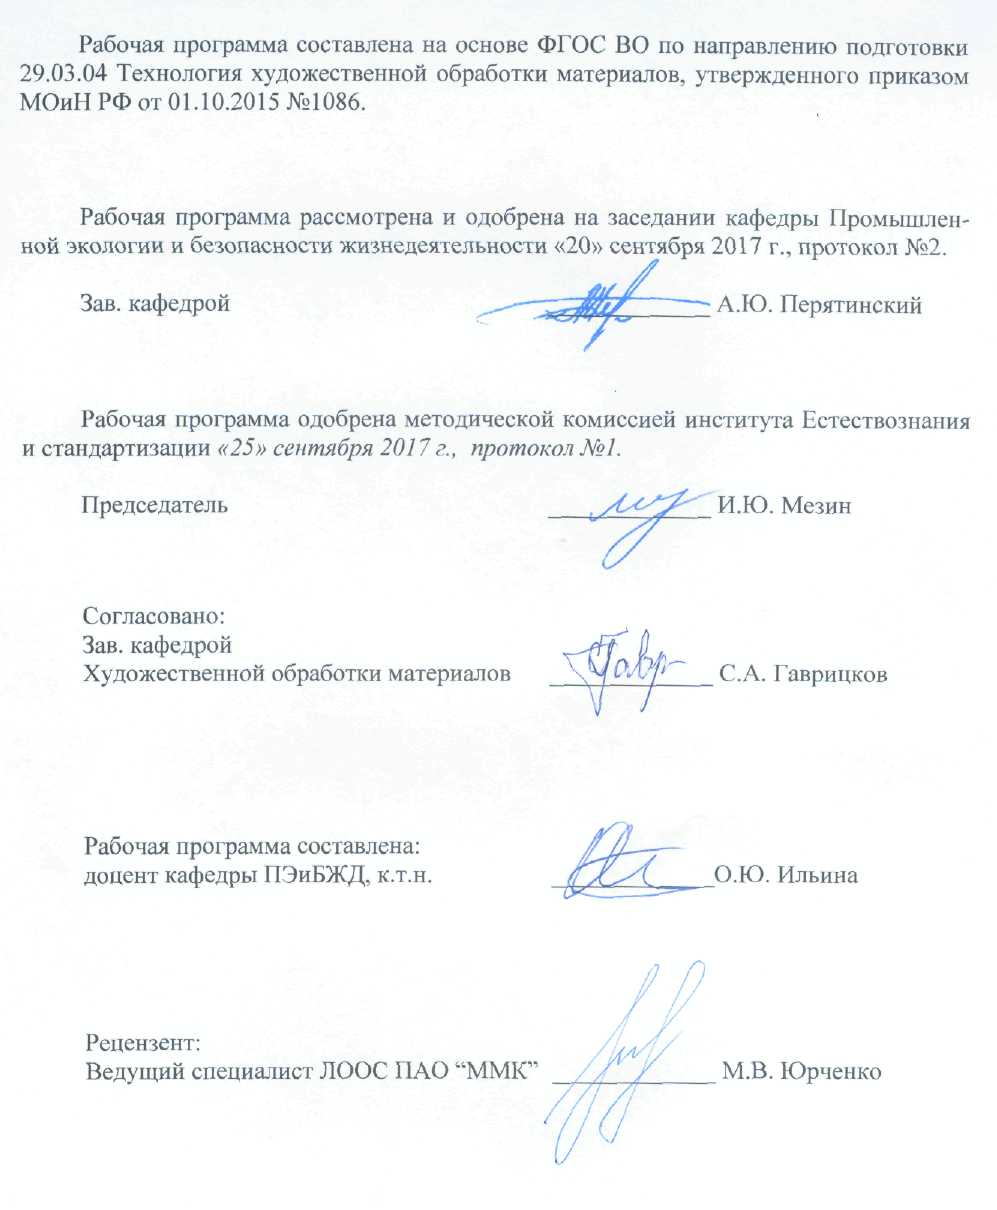 Рабочая программа составлена на основе ФГОС ВО по направлению подготовки
29.03.04 Технология художественной обработки материалов, утвержденного приказом
МОиН РФ от 01.10.2015 №1086.
Рабочая программа рассмотрена и одобрена на заседании кафедры Промышлен-
ной экологии и безопасности жизнедеятельности «20» сентября 2017 г., протокол №2.
Зав. кафедрой А.Ю. Перятинский
Рабочая программа одобрена методической комиссией института Естествознания
и стандартизации «25» сентября 2017 г., протокол №1.
Председатель И.Ю. Мезин
Согласовано:
Зав. кафедрой
Художественной обработки материалов С.А. Гаврицков
Рабочая программа составлена:
доцент кафедры ПЭиБЖД, к.т.н. О.Ю. Ильина
Рецензент:
Ведущий специалист ЛООС ПАО “ММК” М.В. Юрченко